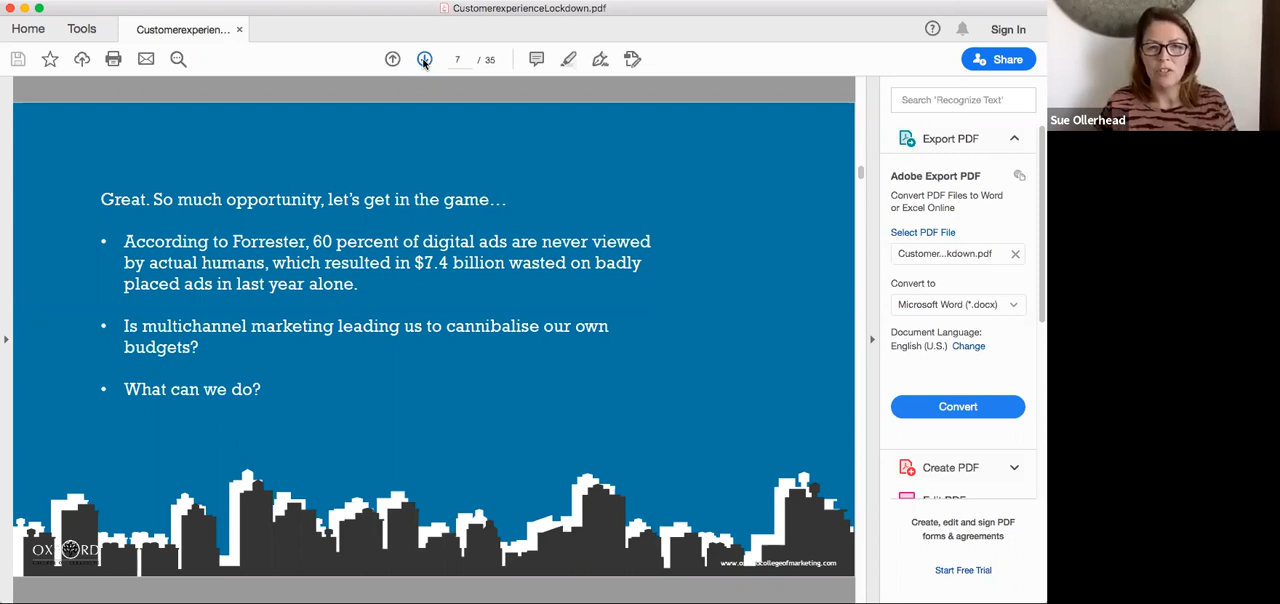 CustomerexperienceLockdown.pdf
Home
Tools
Customerexperien...
Sign In
7 / 35
Share
Great. So much opportunity, let's get in the game…
• According to Forrester, 60 percent of digital ads are never viewed
by actual humans, which resulted in $7.4 billion wasted on badly
placed ads in last year alone.
• Is multichannel marketing leading us to cannibalise our own
budgets?
• What can we do?
OXFORD
Search 'Recognize Text'
Export PDF
Adobe Export PDF
Convert PDF Files to Word
or Excel Online
Select PDF File
Customer...kdown.pdf
Convert to
Microsoft Word (*.docx)
Document Language:
English (U.S.) Change
Convert
Create PDF
Edit PDF
Create, edit and sign PDF
forms & agreements
Start Free Trial
Sue Ollerhead